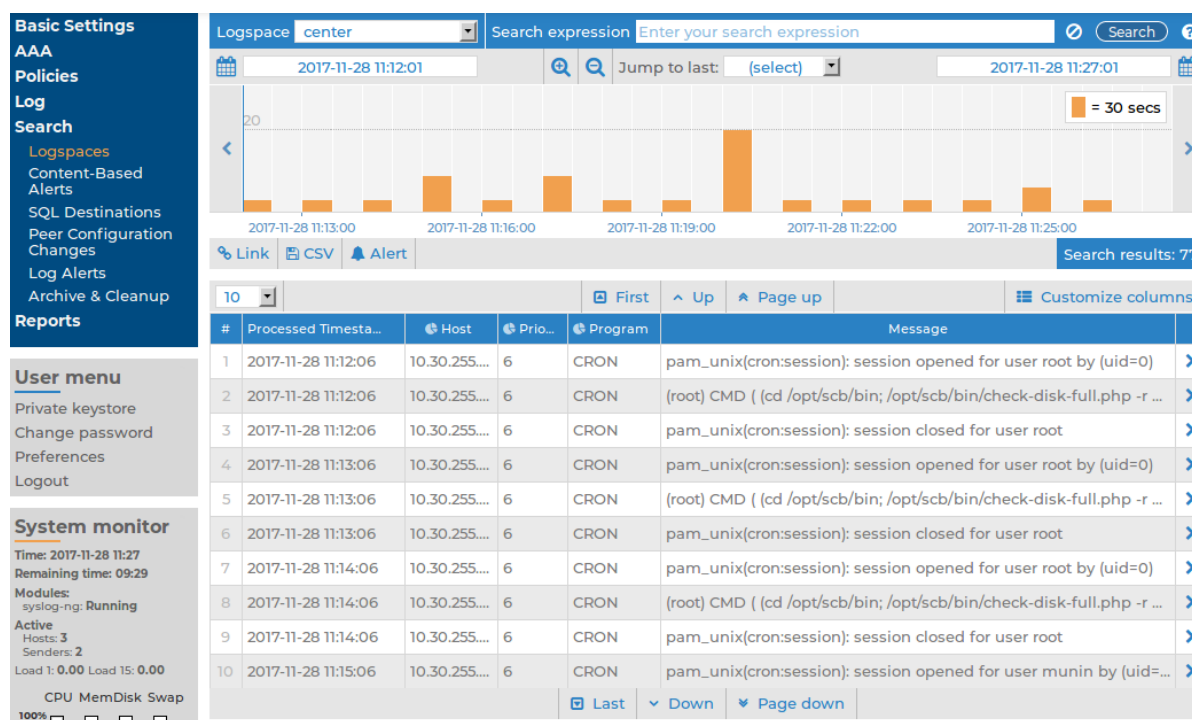 Basic Settings
AAA
Policies
Log
Search
Logspaces
Content-Based
Alerts
SQL Destinations
Peer Configuration
Changes
Log Alerts
Archive & Cleanup
Reports
User menu
Private keystore
Change password
Preferences
Logout
System monitor
Time: 2017-11-28 11:27
Remaining time: 09:29
Modules:
syslog-ng: Running
Active
Hosts: 3
Senders: 2
Load 1: 0.00 Load 15: 0.00
CPU MemDisk Swap
100%
Logspace center Search expression Enter your search expression Search ?
2017-11-28 11:12:01 Jump to last: (select) 2017-11-28 11:27:01
20
= 30 secs
2017-11-28 11:13:00 2017-11-28 11:16:00 2017-11-28 11:19:00 2017-11-28 11:22:00 2017-11-28 11:25:00
Link CSV Alert Search results: 77
10 First Up Page up Customize columns
# Processed Timesta... Host Prio... Program Message
1 2017-11-28 11:12:06 10.30.255.... 6 CRON pam_unix(cron:session): session opened for user root by (uid=0)
2 2017-11-28 11:12:06 10.30.255.... 6 CRON (root) CMD ( (cd /opt/scb/bin; /opt/scb/bin/check-disk-full.php -r ...
3 2017-11-28 11:12:06 10.30.255.... 6 CRON pam_unix(cron:session): session closed for user root
4 2017-11-28 11:13:06 10.30.255.... 6 CRON pam_unix(cron:session): session opened for user root by (uid=0)
5 2017-11-28 11:13:06 10.30.255.... 6 CRON (root) CMD ( (cd /opt/scb/bin; /opt/scb/bin/check-disk-full.php -r ...
6 2017-11-28 11:13:06 10.30.255.... 6 CRON pam_unix(cron:session): session closed for user root
7 2017-11-28 11:14:06 10.30.255.... 6 CRON pam_unix(cron:session): session opened for user root by (uid=0)
8 2017-11-28 11:14:06 10.30.255.... 6 CRON (root) CMD ( (cd /opt/scb/bin; /opt/scb/bin/check-disk-full.php -r ...
9 2017-11-28 11:14:06 10.30.255.... 6 CRON pam_unix(cron:session): session closed for user root
10 2017-11-28 11:15:06 10.30.255.... 6 CRON pam_unix(cron:session): session opened for user munin by (uid=...
Last Down Page down